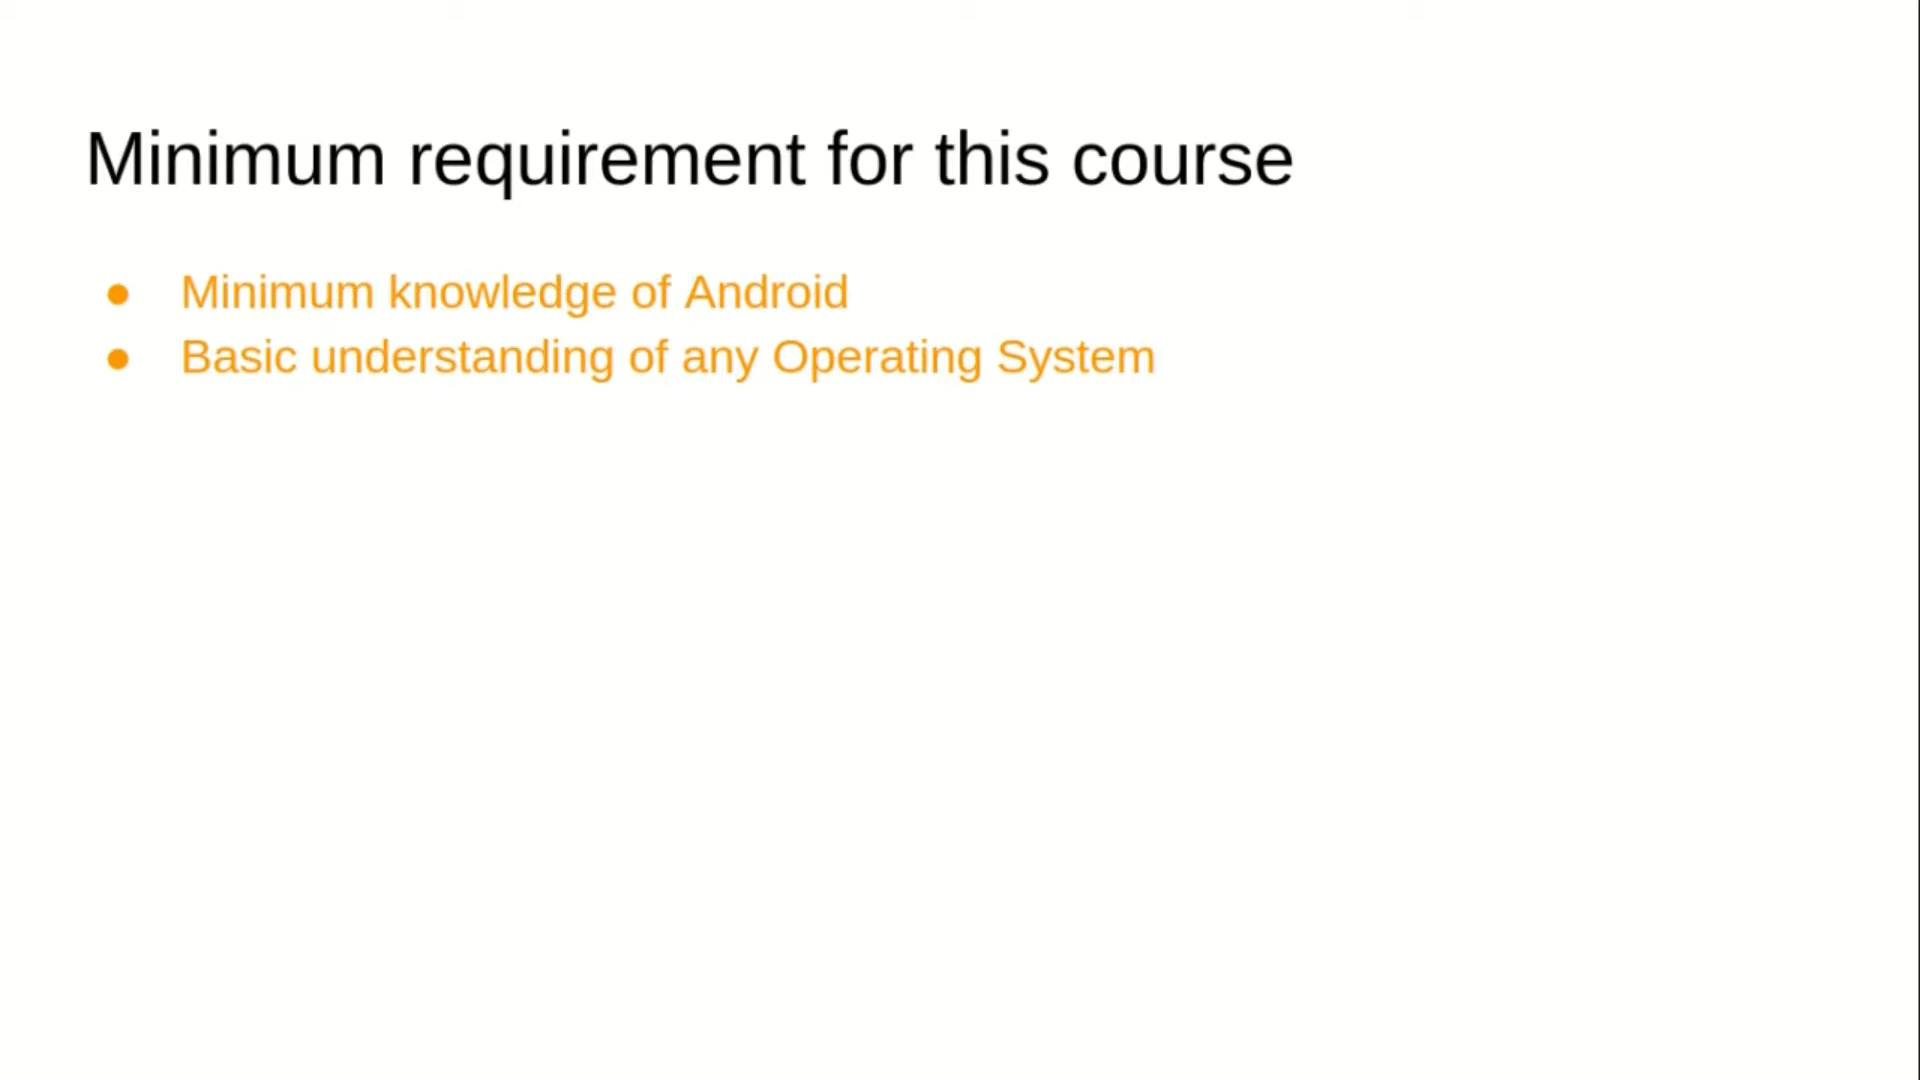 Minimum requirement for this course
● Minimum knowledge of Android
● Basic understanding of any Operating System